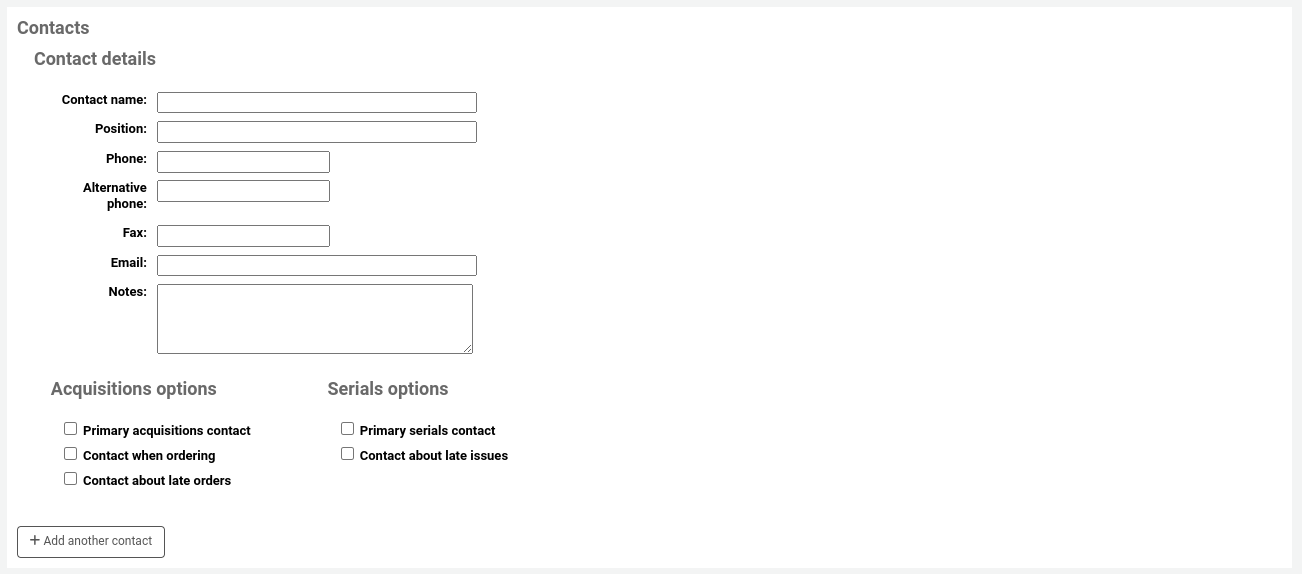 Contacts
Contact details
Contact name:
Position:
Phone:
Alternative
phone:
Fax:
Email:
Notes:
Acquisitions options
Primary acquisitions contact
Contact when ordering
Contact about late orders
Serials options
Primary serials contact
Contact about late issues
+ Add another contact